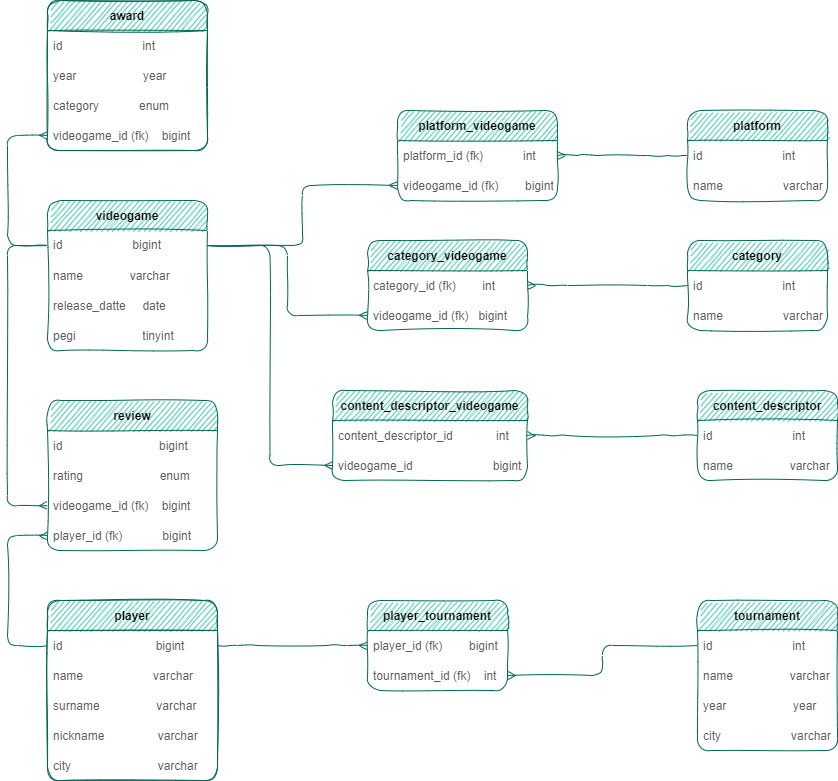 award
id int
year year
category enum
videogame_id (fk) bigint
platform_videogame
platform_id (fk) int
videogame_id (fk) bigint
platform
id int
name varchar
videogame
id bigint
name varchar
release_datte date
pegi tinyint
category_videogame
category_id (fk) int
videogame_id (fk) bigint
category
id int
name varchar
review
id bigint
rating enum
videogame_id (fk) bigint
player_id (fk) bigint
content_descriptor_videogame
content_descriptor_id int
videogame_id bigint
content_descriptor
id int
name varchar
player
id bigint
name varchar
surname varchar
nickname varchar
city varchar
player_tournament
player_id (fk) bigint
tournament_id (fk) int
tournament
id int
name varchar
year year
city varchar